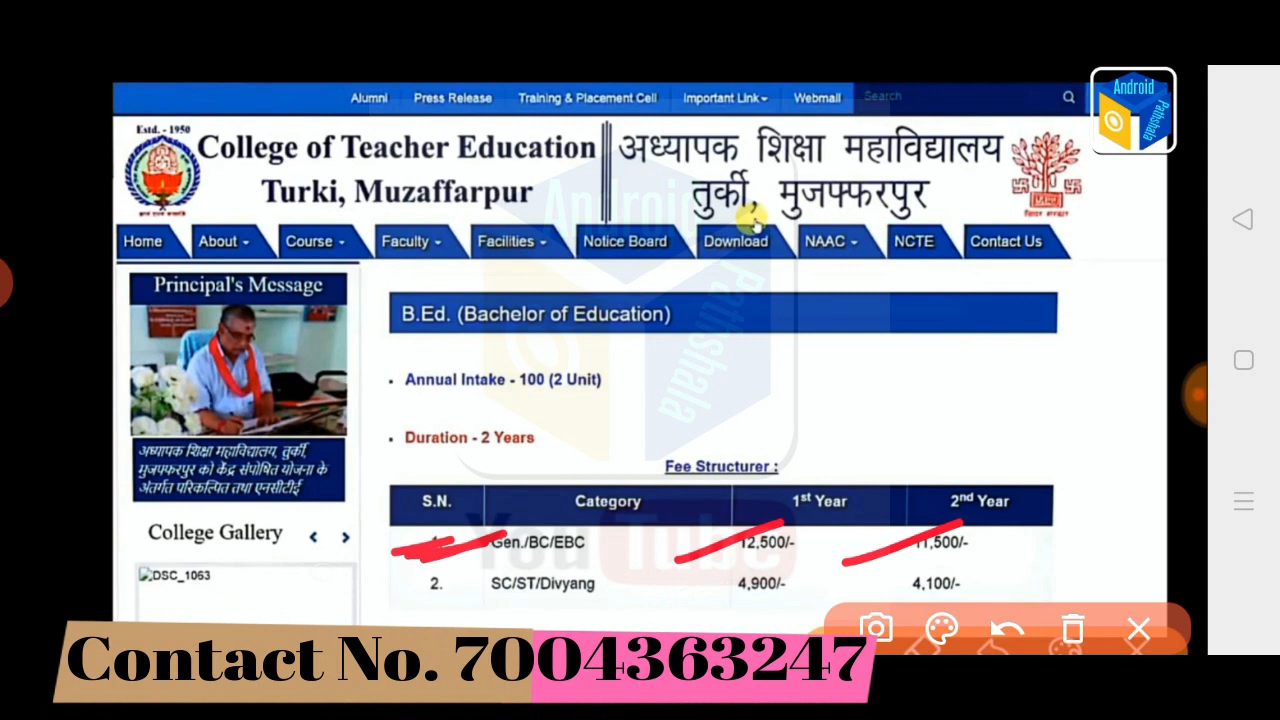 Alumni Press Release Training & Placement Cell Important Link Webmail Search
Android
Pathshala
Estd. - 1950
College of Teacher Education
Turki, Muzaffarpur
अध्यापक शिक्षा महाविद्यालय
तुर्की, मुजफ्फरपुर
Home About Course Faculty Facilities Notice Board Download NAAC NCTE Contact Us
Principal's Message
अध्यापक शिक्षा महाविद्यालय, तुर्की,
मुजफ्फरपुर को केंद्र संपोषित योजना के
अंतर्गत परिकल्पित तथा एनसीटीई
College Gallery
DSC_1063
B.Ed. (Bachelor of Education)
Annual Intake - 100 (2 Unit)
Duration - 2 Years
Fee Structurer :
S.N. Category 1st Year 2nd Year
1. Gen./BC/EBC 12,500/- 11,500/-
2. SC/ST/Divyang 4,900/- 4,100/-
Android
Pathshala
YouTube
Contact No. 7004363247